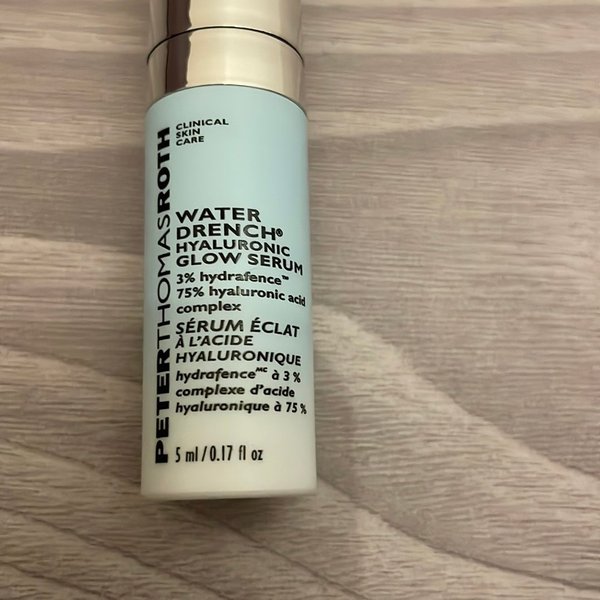 PETERTHOMASROTH
CLINICAL
SKIN
CARE
WATER
DRENCH®
HYALURONIC
GLOW SERUM
3% hydrafence™
75% hyaluronic acid
complex
SÉRUM ÉCLAT
À L'ACIDE
HYALURONIQUE
hydrafenceᴹᶜ à 3 %
complexe d'acide
hyaluronique à 75 %
5 ml/0.17 fl oz